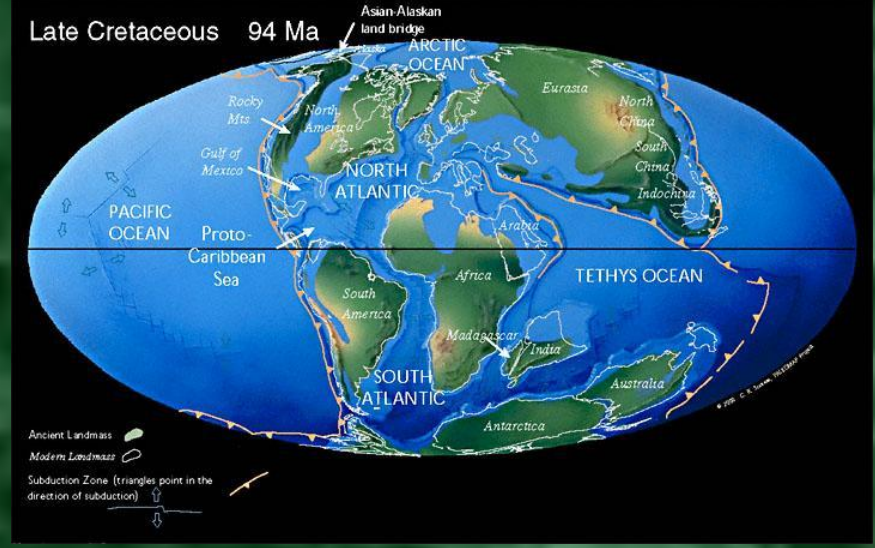 Late Cretaceous 94 Ma
Asian-Alaskan
land bridge
Alaska
ARCTIC
OCEAN
Rocky
Mts.
North
America
Eurasia
North
China
South
China
Indochina
Gulf of
Mexico
NORTH
ATLANTIC
PACIFIC
OCEAN
Proto-
Caribbean
Sea
Arabia
Africa
TETHYS OCEAN
South
America
Madagascar
India
SOUTH
ATLANTIC
Australia
Antarctica
Ancient Landmass
Modern Landmass
Subduction Zone (triangles point in the
direction of subduction)